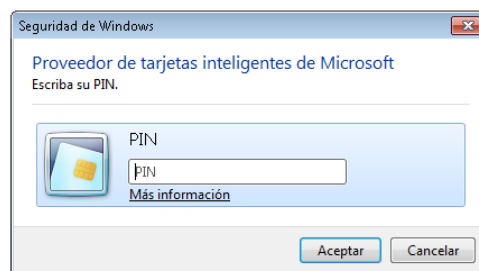 Seguridad de Windows
Proveedor de tarjetas inteligentes de Microsoft
Escriba su PIN.
PIN
PIN
Más información
Aceptar
Cancelar